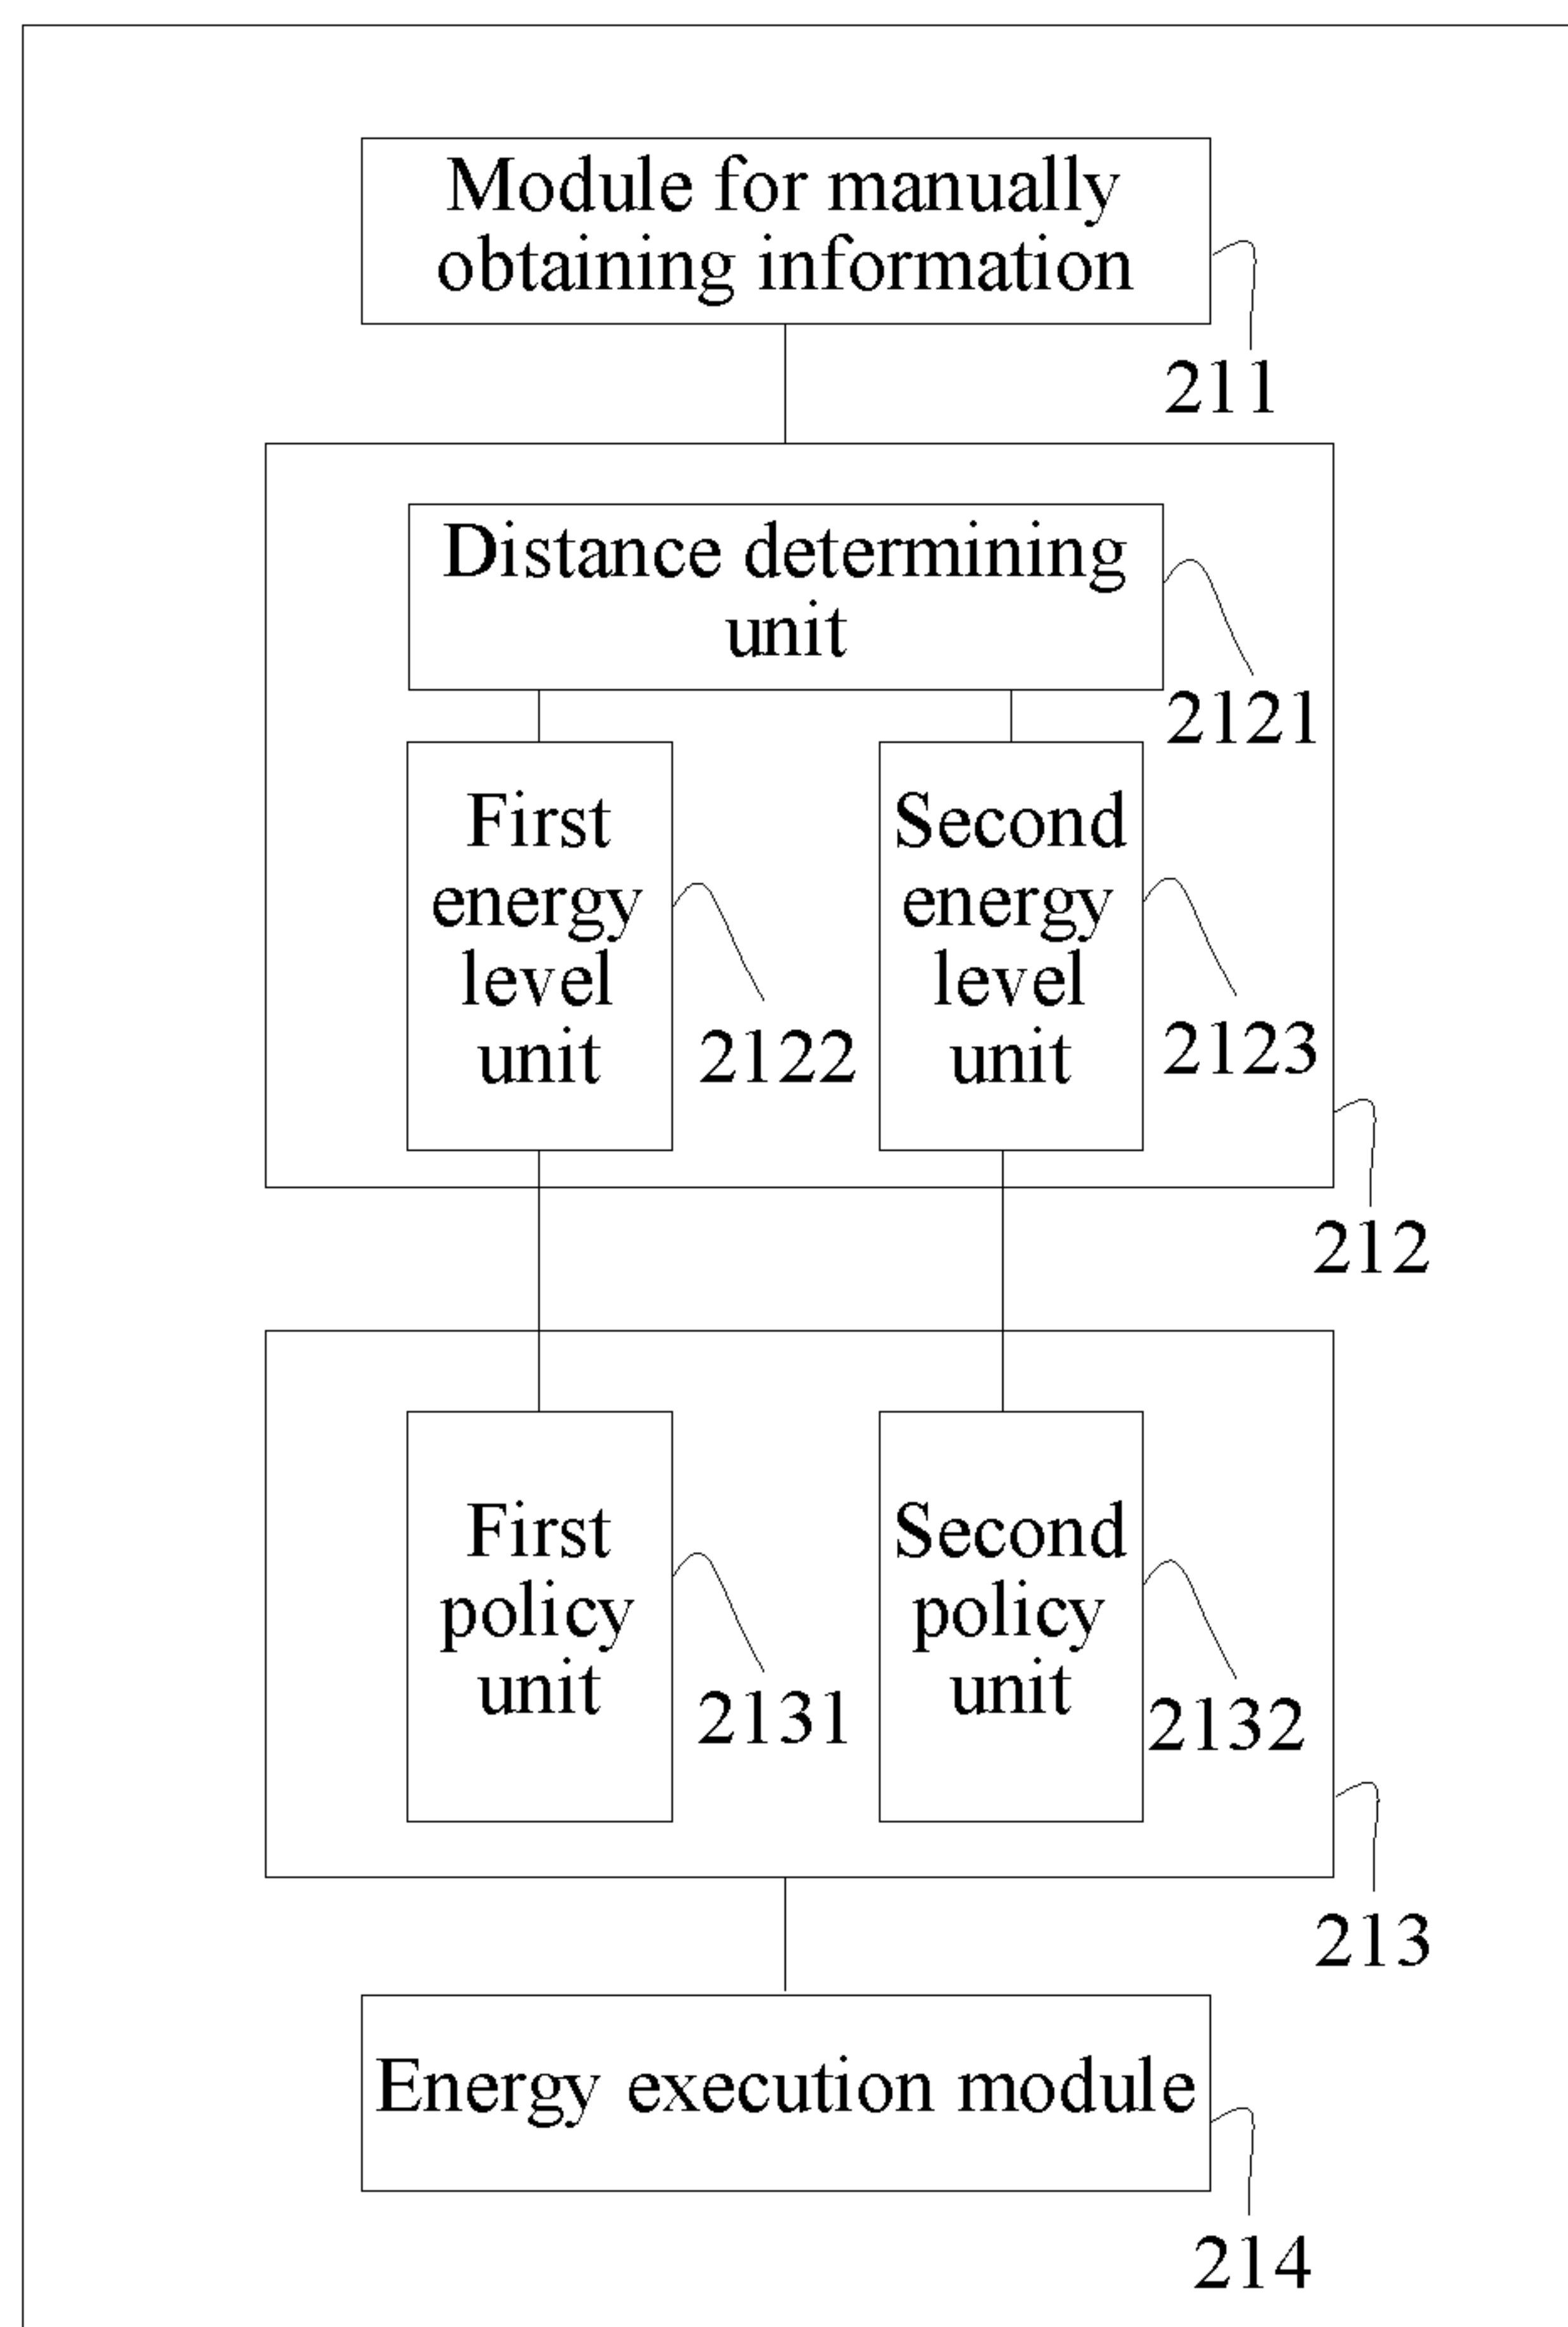 Module for manually
obtaining information
211
Distance determining
unit
2121
First
energy
level
unit
2122
Second
energy
level
unit
2123
212
First
policy
unit
2131
Second
policy
unit
2132
213
Energy execution module
214